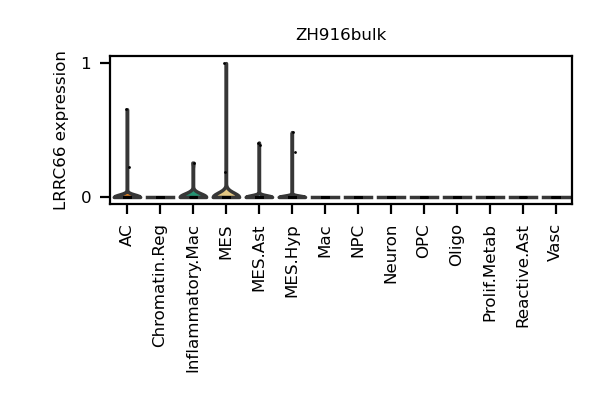 ZH916bulk
LRRC66 expression
1
0
AC
Chromatin.Reg
Inflammatory.Mac
MES
MES.Ast
MES.Hyp
Mac
NPC
Neuron
OPC
Oligo
Prolif.Metab
Reactive.Ast
Vasc